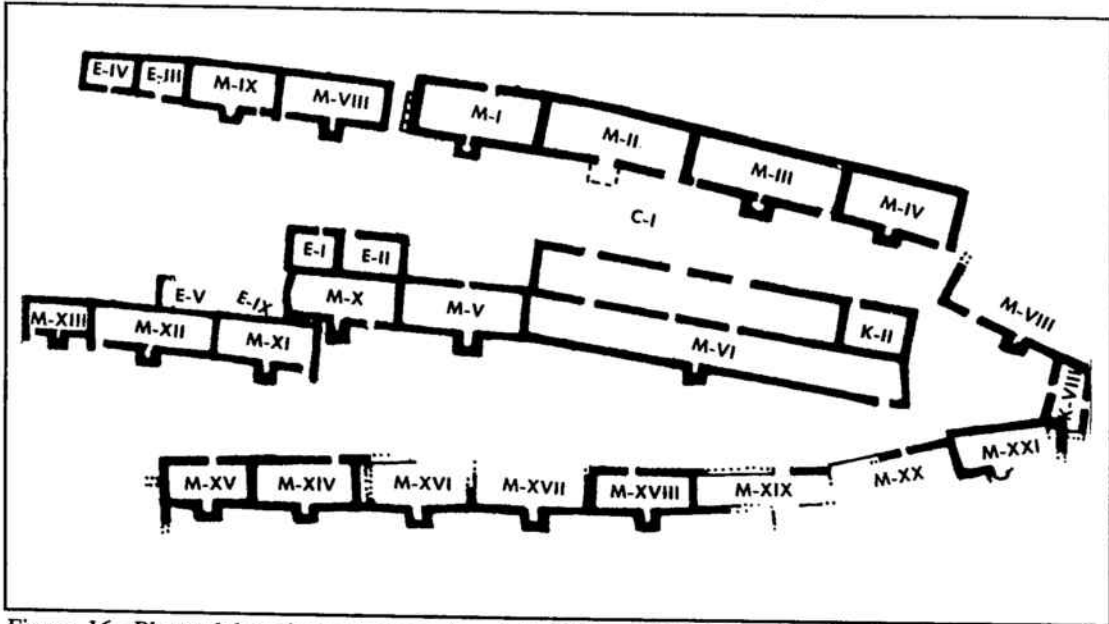 E-IV E-III M-IX M-VIII M-I M-II M-III M-IV
C-I
E-I E-II
M-VIII
E-V E-IX M-X M-V
M-XIII M-XII M-XI M-VI K-II
K-VIII
M-XV M-XIV M-XVI M-XVII M-XVIII M-XIX M-XX M-XXI